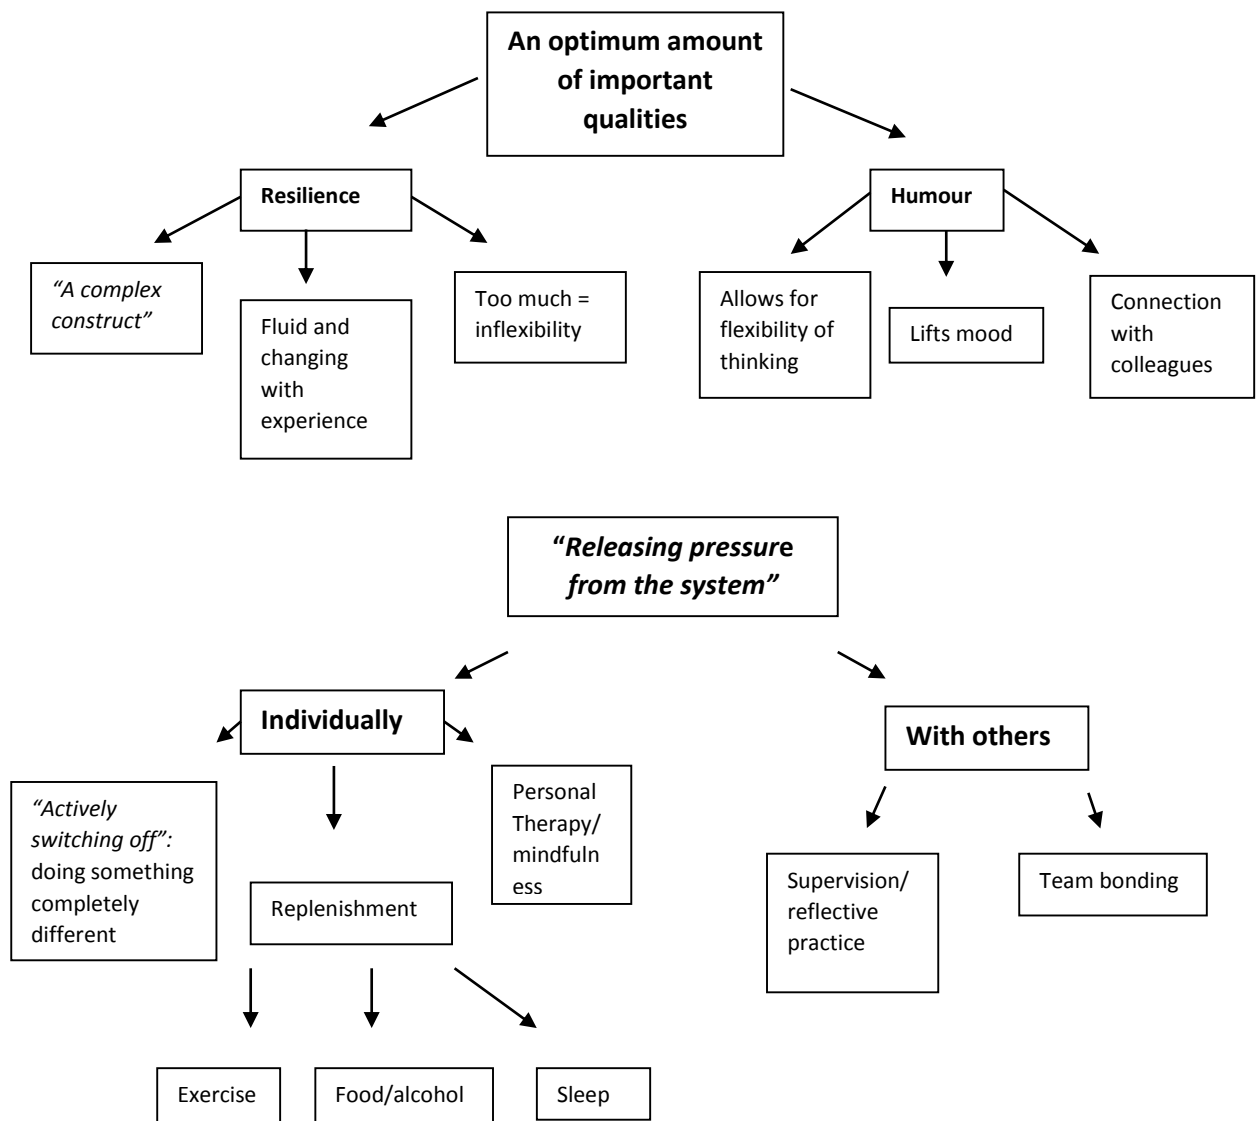 An optimum amount
of important
qualities
Resilience
Humour
“A complex
construct”
Fluid and
changing
with
experience
Too much =
inflexibility
Allows for
flexibility of
thinking
Lifts mood
Connection
with
colleagues
“Releasing pressure
from the system”
Individually
With others
“Actively
switching off”:
doing something
completely
different
Replenishment
Personal
Therapy/
mindfuln
ess
Supervision/
reflective
practice
Team bonding
Exercise
Food/alcohol
Sleep